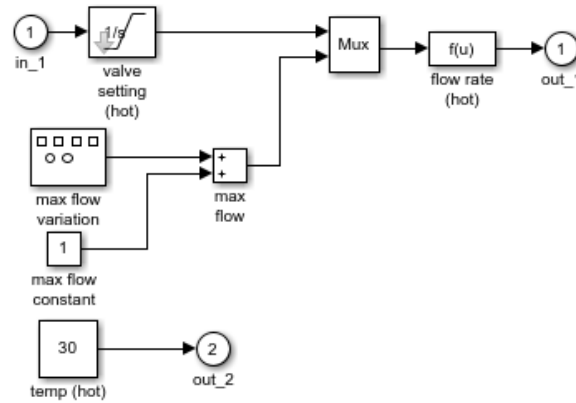 1
in_1
1/s
valve
setting
(hot)
Mux
f(u)
flow rate
(hot)
1
out_1
max flow
variation
+
+
max
flow
1
max flow
constant
30
temp (hot)
2
out_2